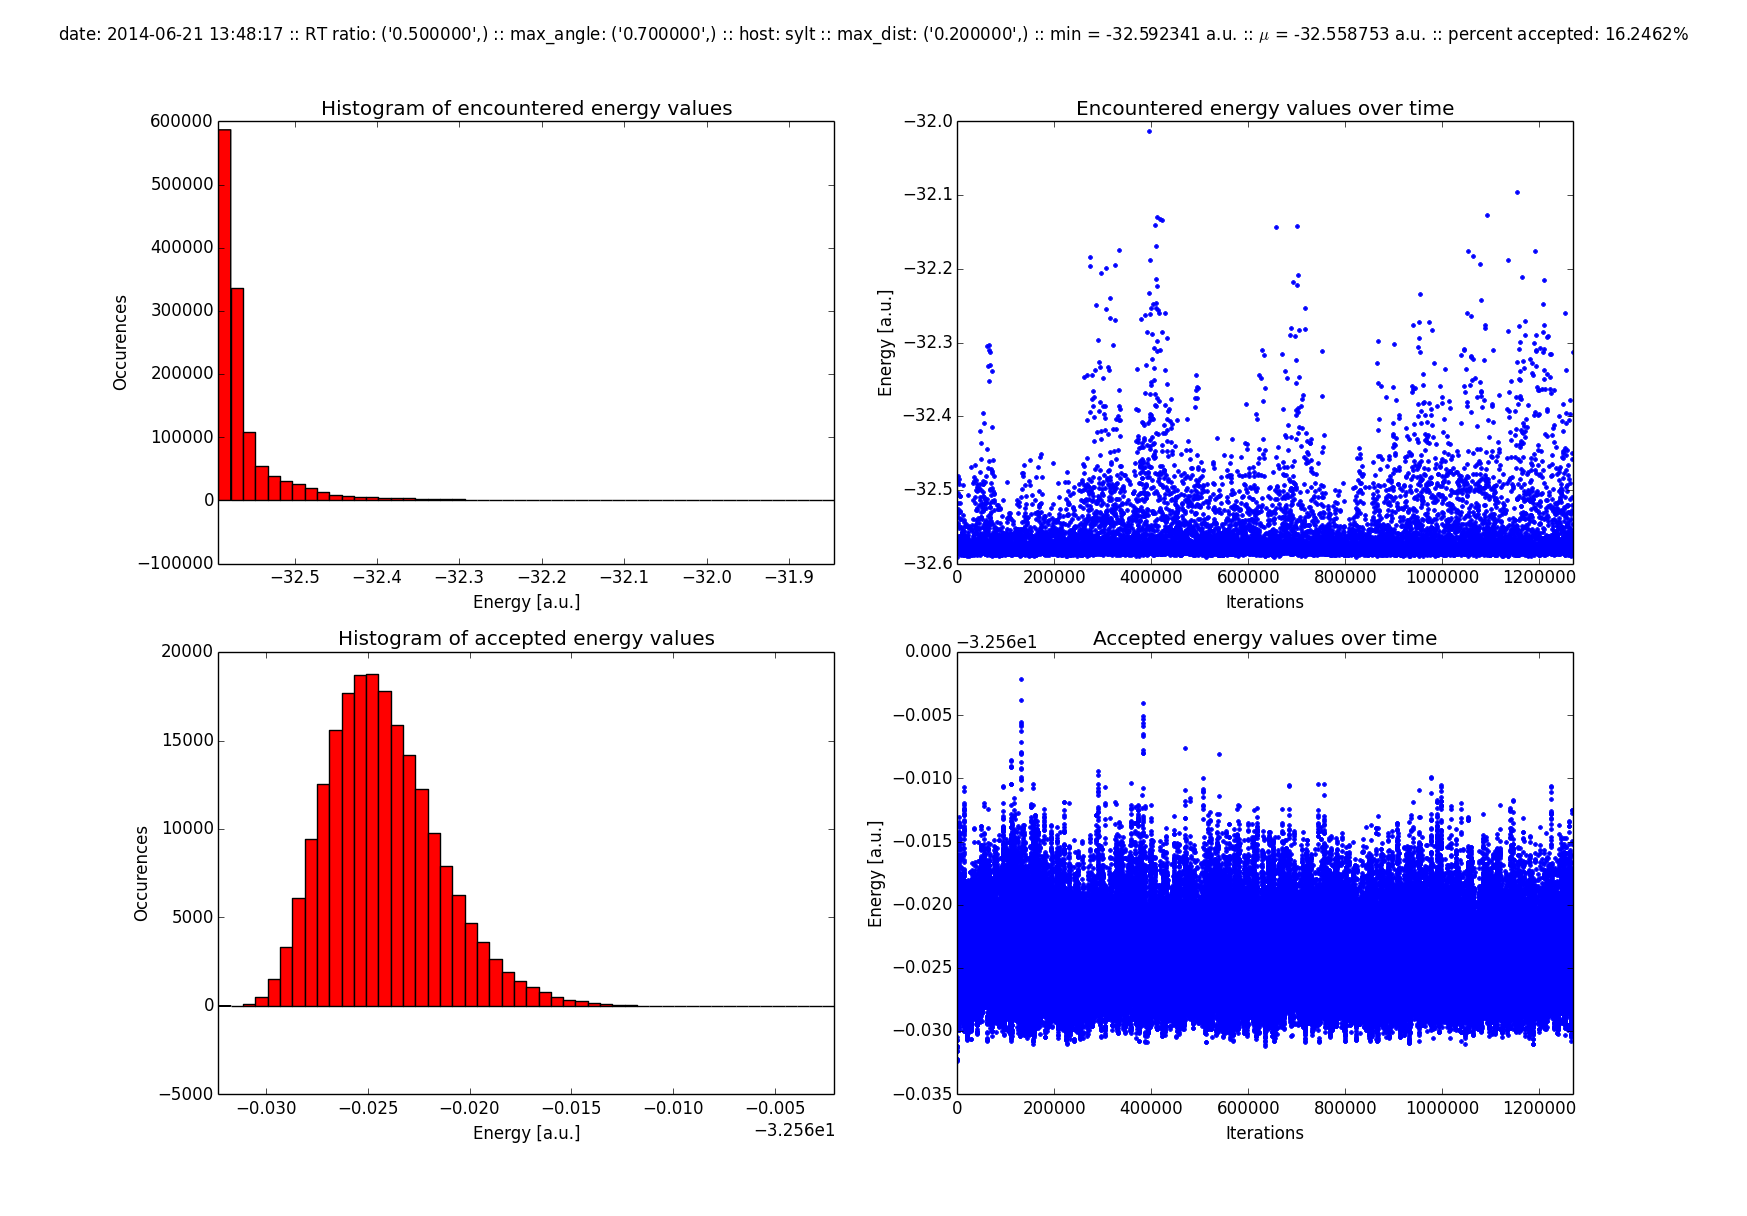 date: 2014-06-21 13:48:17 :: RT ratio: ('0.500000',) :: max_angle: ('0.700000',) :: host: sylt :: max_dist: ('0.200000',) :: min = -32.592341 a.u. :: μ = -32.558753 a.u. :: percent accepted: 16.2462%
Histogram of encountered energy values
600000
500000
400000
300000
200000
100000
0
−100000
Occurences
−32.5 −32.4 −32.3 −32.2 −32.1 −32.0 −31.9
Energy [a.u.]
Encountered energy values over time
−32.0
−32.1
−32.2
−32.3
−32.4
−32.5
−32.6
Energy [a.u.]
0 200000 400000 600000 800000 1000000 1200000
Iterations
Histogram of accepted energy values
20000
15000
10000
5000
0
−5000
Occurences
−0.030 −0.025 −0.020 −0.015 −0.010 −0.005
−3.256e1
Energy [a.u.]
Accepted energy values over time
−3.256e1
0.000
−0.005
−0.010
−0.015
−0.020
−0.025
−0.030
−0.035
Energy [a.u.]
0 200000 400000 600000 800000 1000000 1200000
Iterations